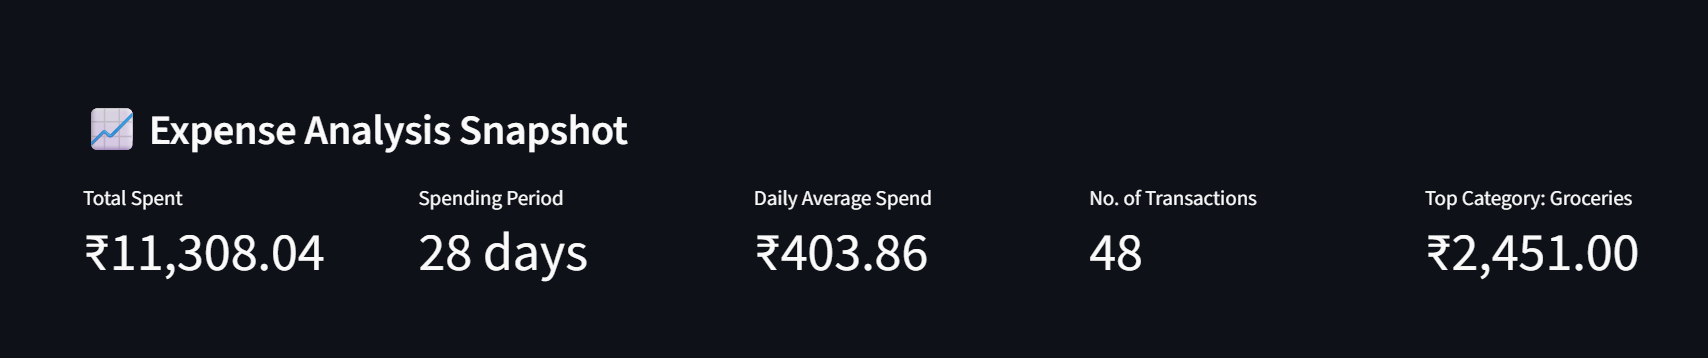 Expense Analysis Snapshot
Total Spent
₹11,308.04
Spending Period
28 days
Daily Average Spend
₹403.86
No. of Transactions
48
Top Category: Groceries
₹2,451.00